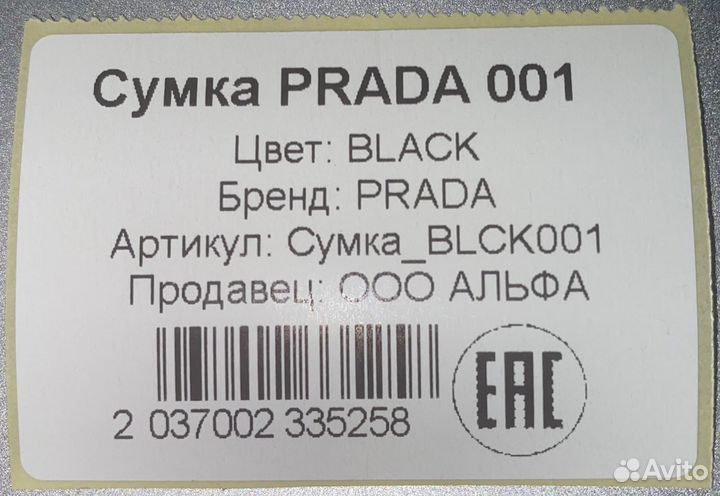 Сумка PRADA 001
Цвет: BLACK
Бренд: PRADA
Артикул: Сумка_BLCK001
Продавец: ООО АЛЬФА
2 037002 335258
EAC
Avito